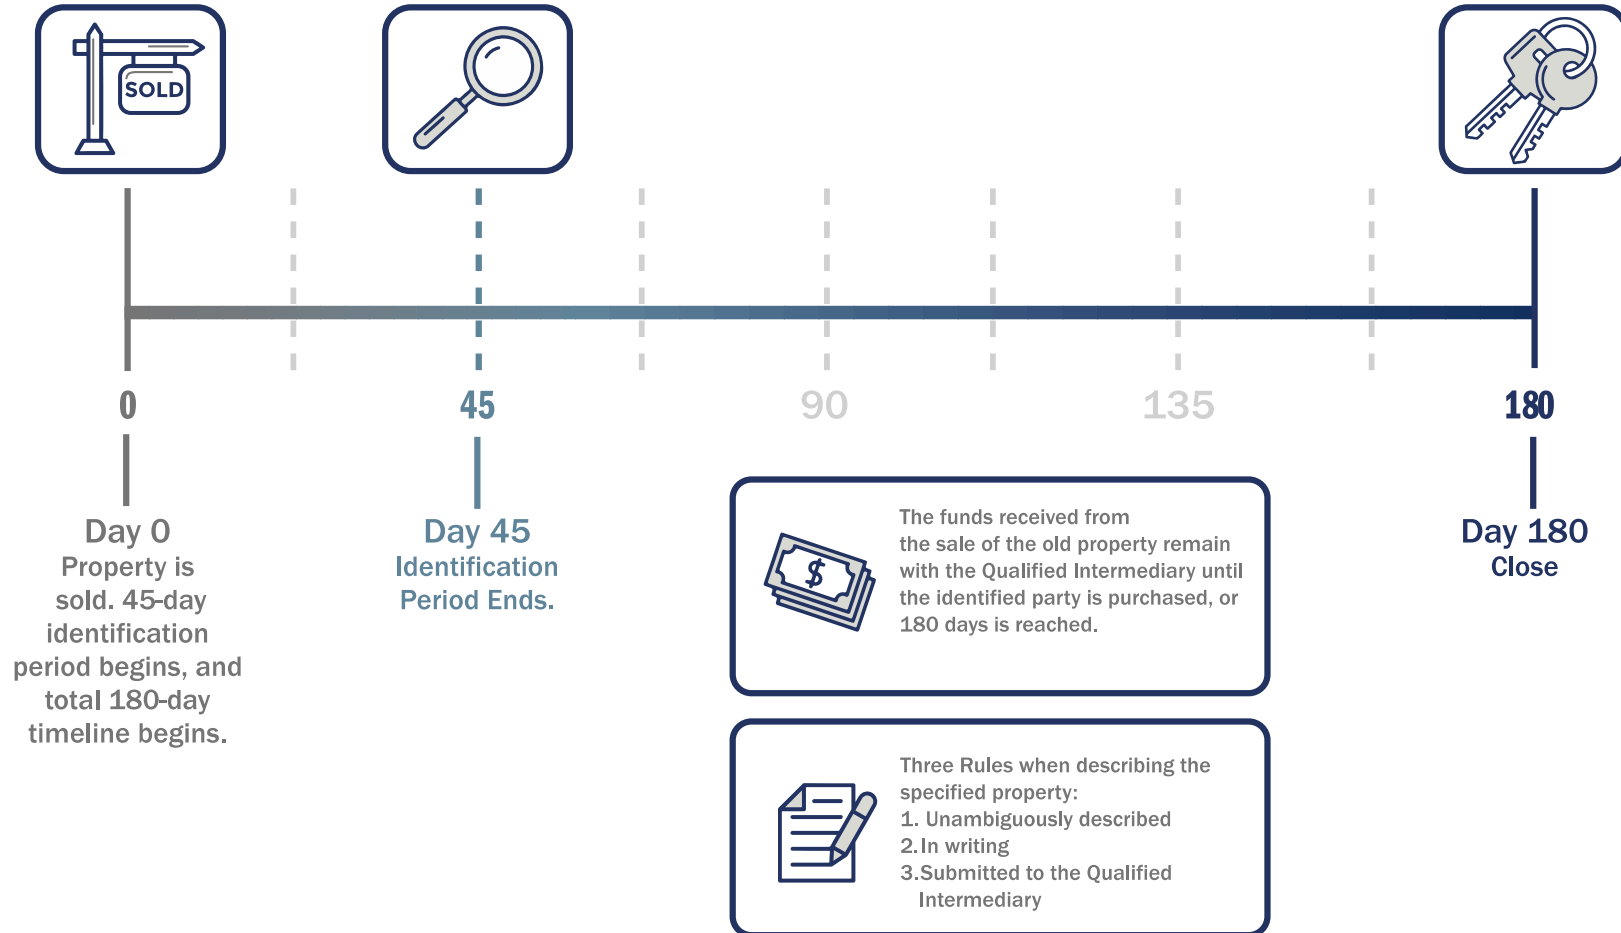 SOLD
0
45
90
135
180
Day 0
Property is
sold. 45-day
identification
period begins, and
total 180-day
timeline begins.
Day 45
Identification
Period Ends.
The funds received from
the sale of the old property remain
with the Qualified Intermediary until
the identified party is purchased, or
180 days is reached.
Day 180
Close
Three Rules when describing the
specified property:
1. Unambiguously described
2.In writing
3.Submitted to the Qualified
Intermediary
$